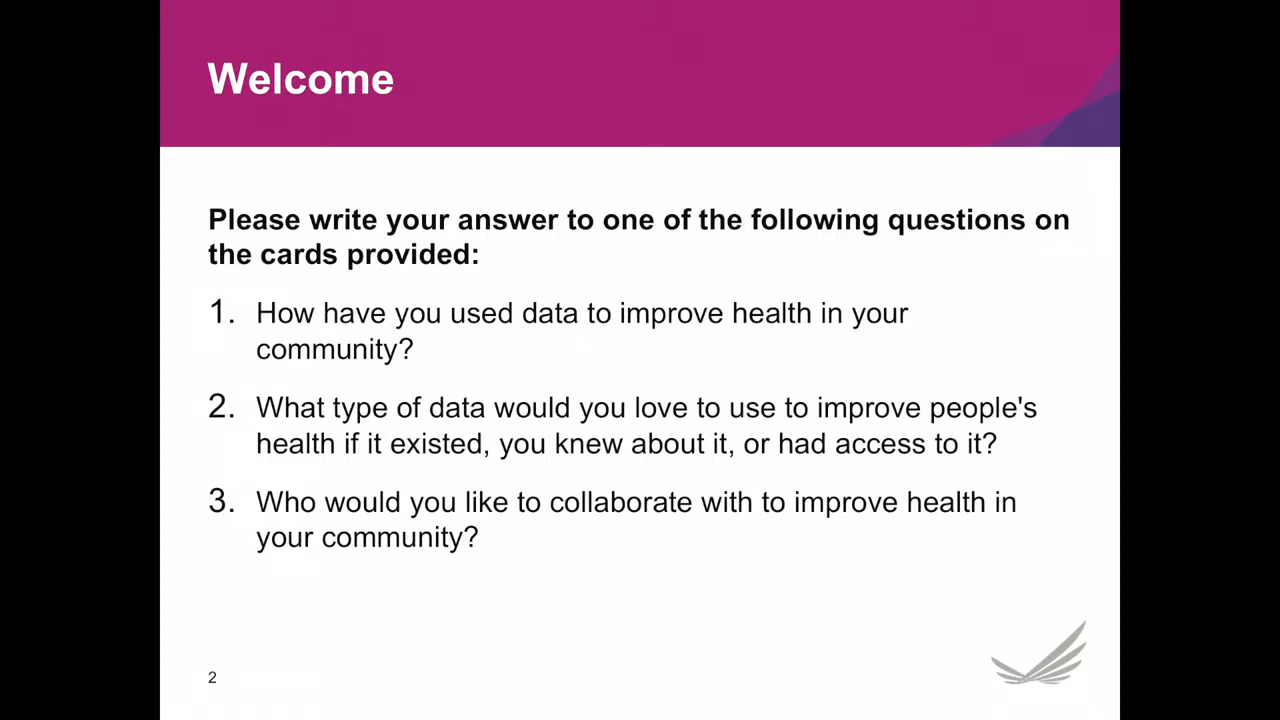 Welcome
Please write your answer to one of the following questions on
the cards provided:
1. How have you used data to improve health in your
community?
2. What type of data would you love to use to improve people's
health if it existed, you knew about it, or had access to it?
3. Who would you like to collaborate with to improve health in
your community?
2